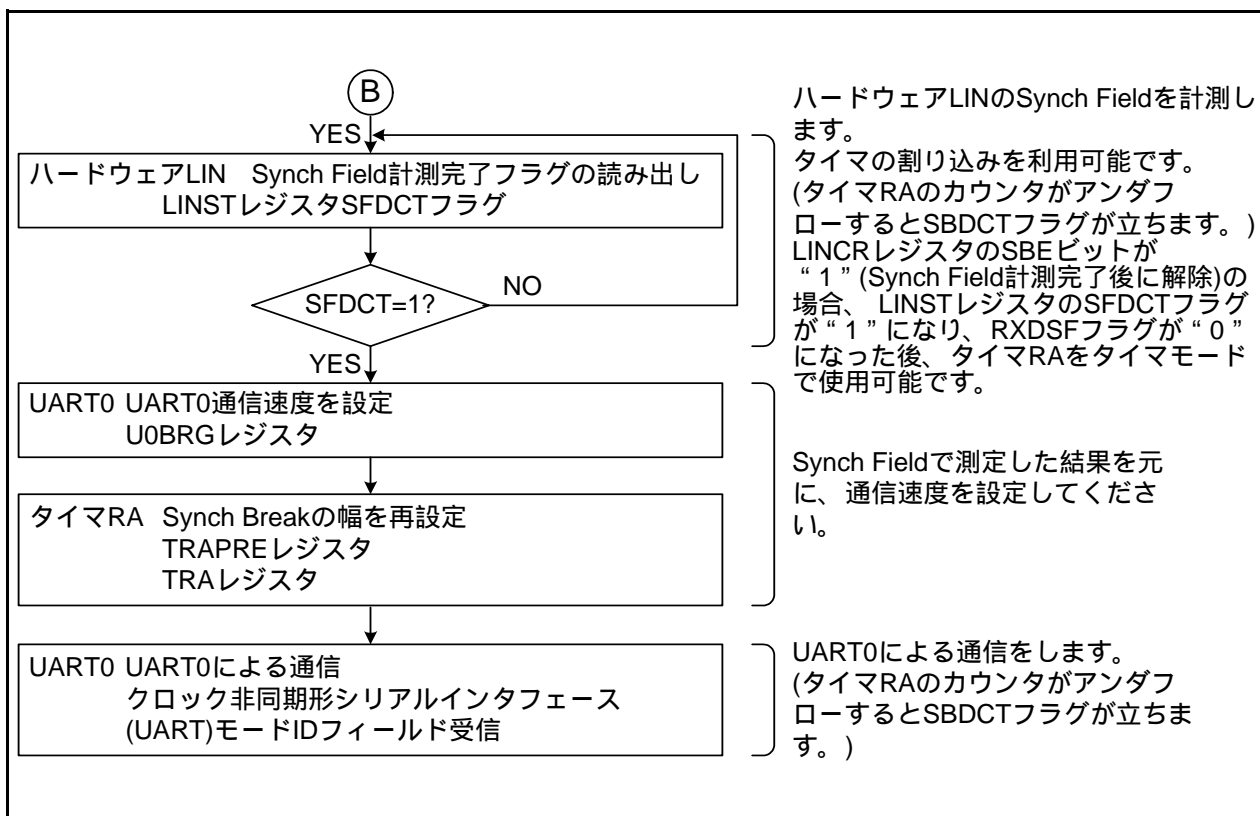 B
YES
ハードウェアLIN　Synch Field計測完了フラグの読み出し
LINSTレジスタSFDCTフラグ
SFDCT=1?
NO
YES
UART0 UART0通信速度を設定
U0BRGレジスタ
タイマRA Synch Breakの幅を再設定
TRAPREレジスタ
TRAレジスタ
UART0 UART0による通信
クロック非同期形シリアルインタフェース
(UART)モードIDフィールド受信
ハードウェアLINのSynch Fieldを計測し
ます。
タイマの割り込みを利用可能です。
(タイマRAのカウンタがアンダフ
ローするとSBDCTフラグが立ちます。)
LINCRレジスタのSBEビットが
“1”(Synch Field計測完了後に解除)の
場合、LINSTレジスタのSFDCTフラグ
が“1”になり、RXDSFフラグが“0”
になった後、タイマRAをタイマモード
で使用可能です。
Synch Fieldで測定した結果を元
に、通信速度を設定してくださ
い。
UART0による通信をします。
(タイマRAのカウンタがアンダフ
ローするとSBDCTフラグが立ちま
す。)